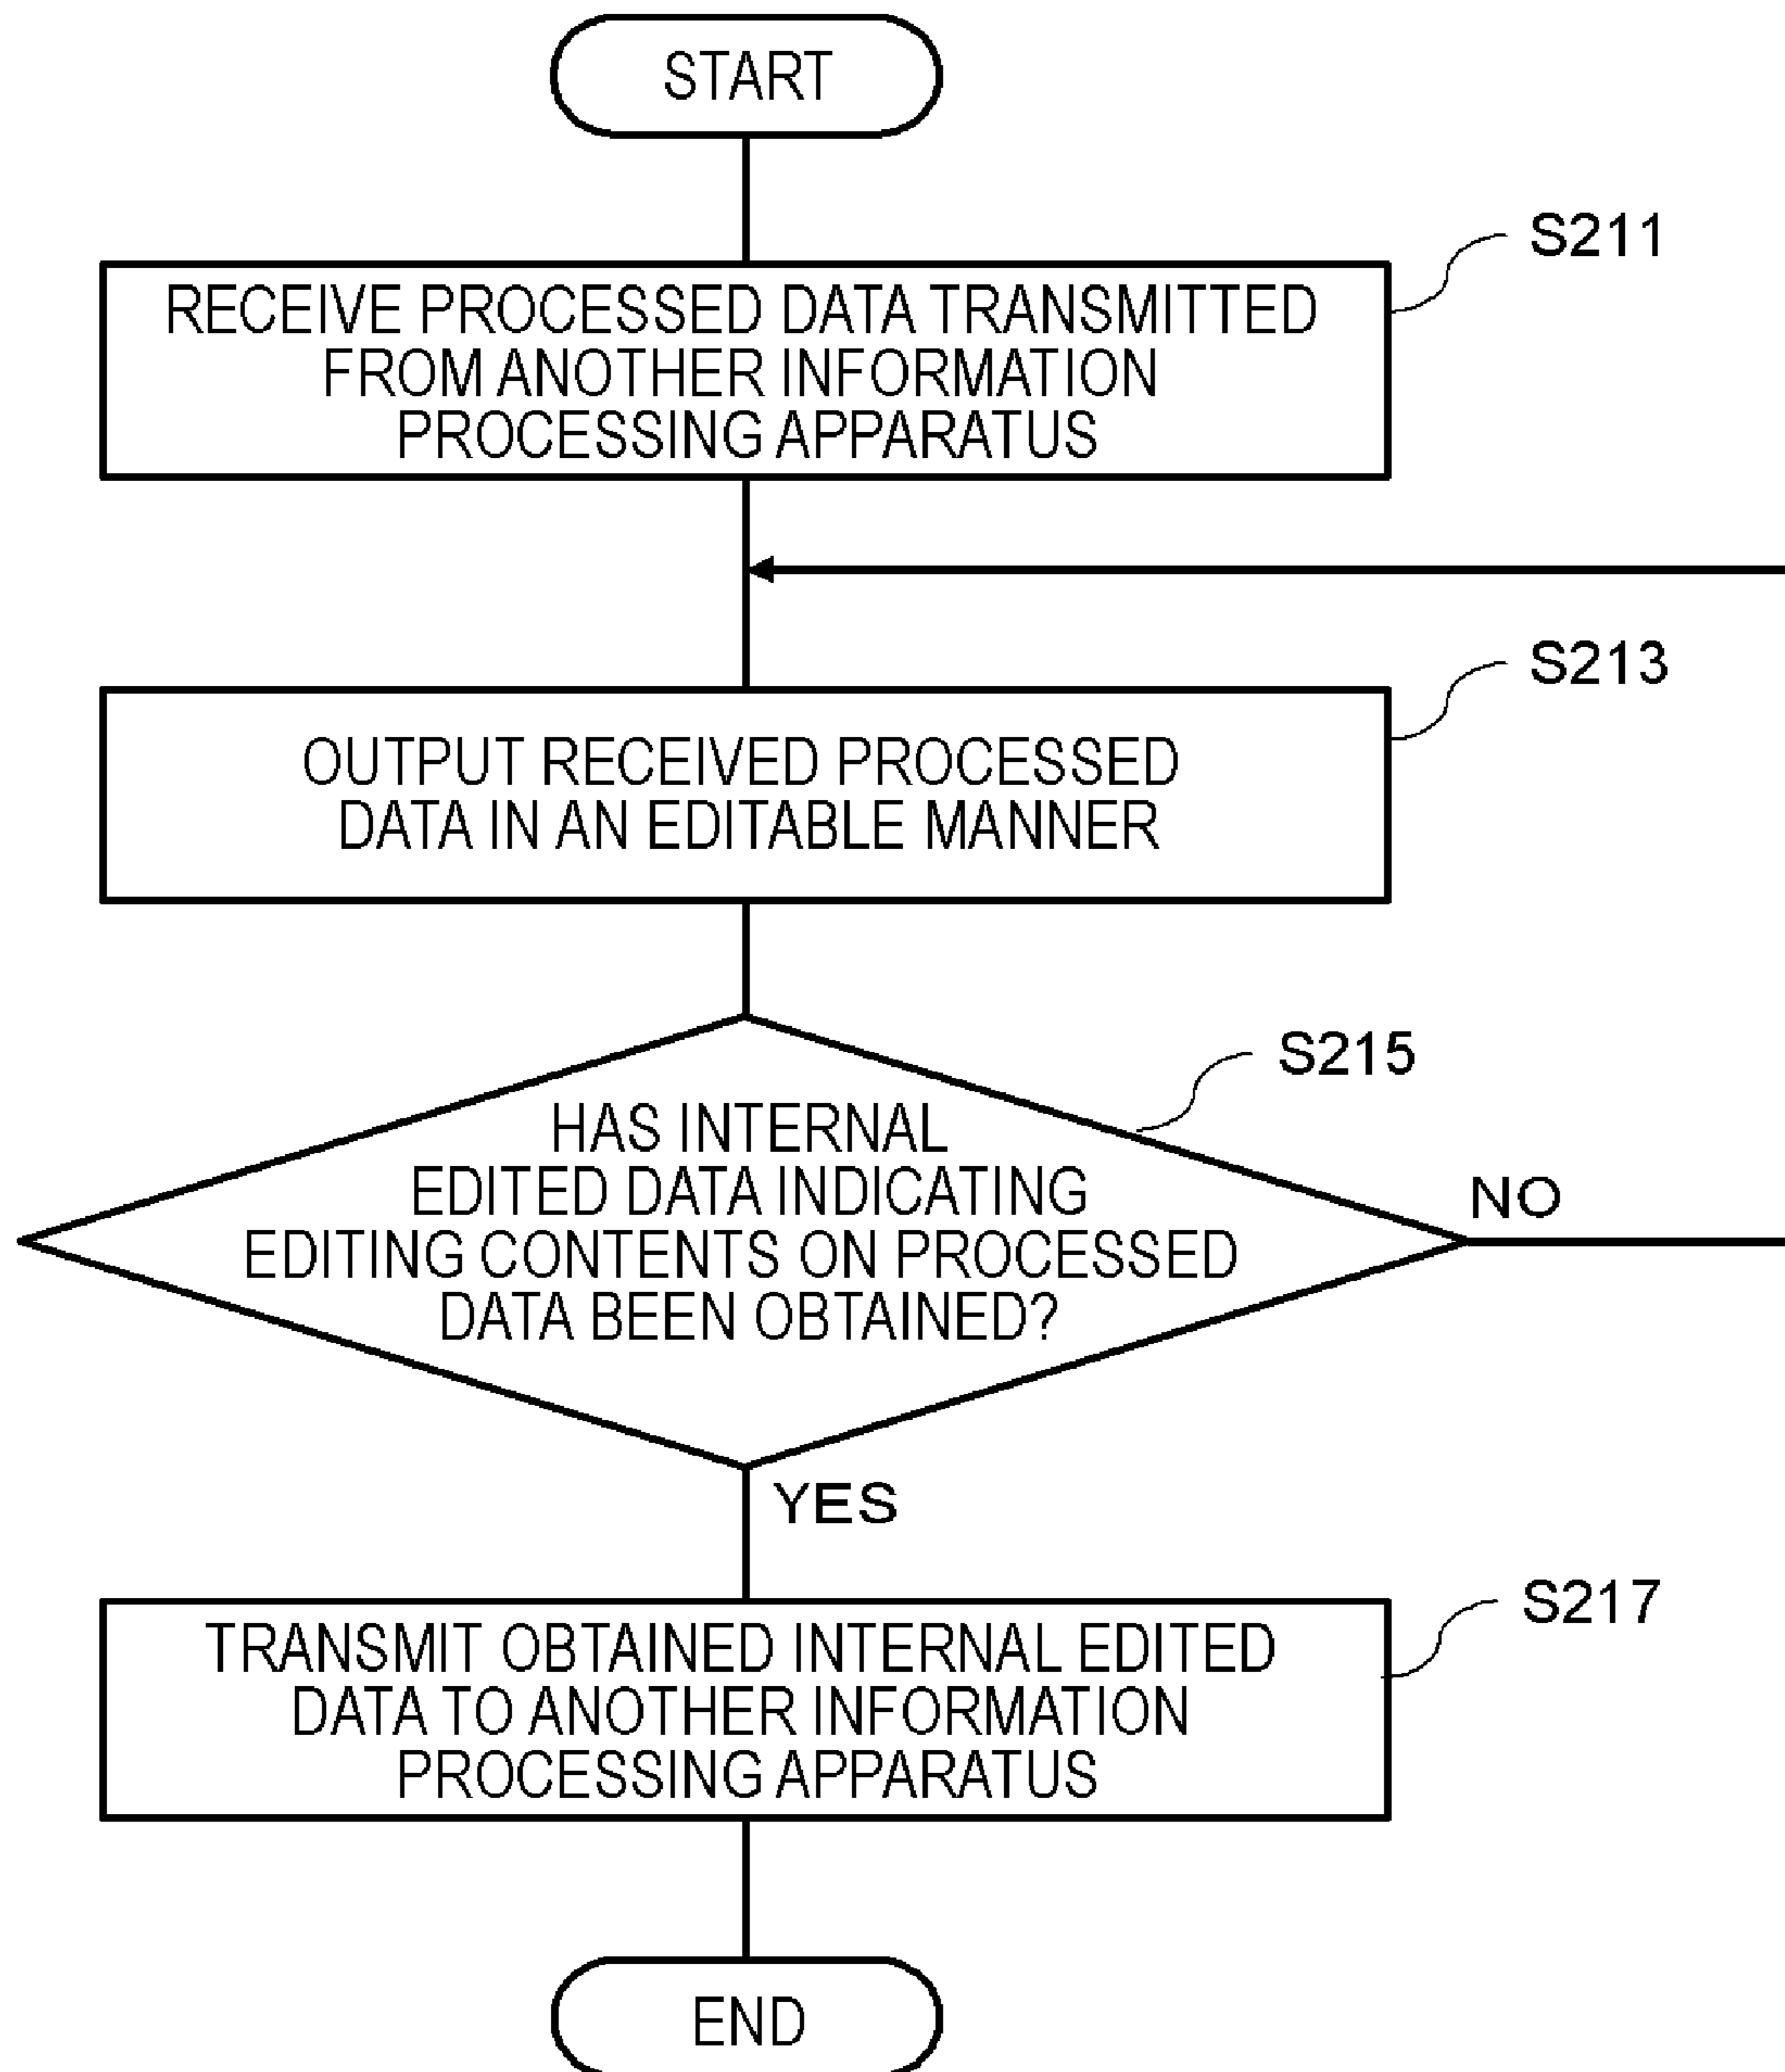 START
S211
RECEIVE PROCESSED DATA TRANSMITTED
FROM ANOTHER INFORMATION
PROCESSING APPARATUS
S213
OUTPUT RECEIVED PROCESSED
DATA IN AN EDITABLE MANNER
S215
HAS INTERNAL
EDITED DATA INDICATING
EDITING CONTENTS ON PROCESSED
DATA BEEN OBTAINED?
NO
YES
S217
TRANSMIT OBTAINED INTERNAL EDITED
DATA TO ANOTHER INFORMATION
PROCESSING APPARATUS
END